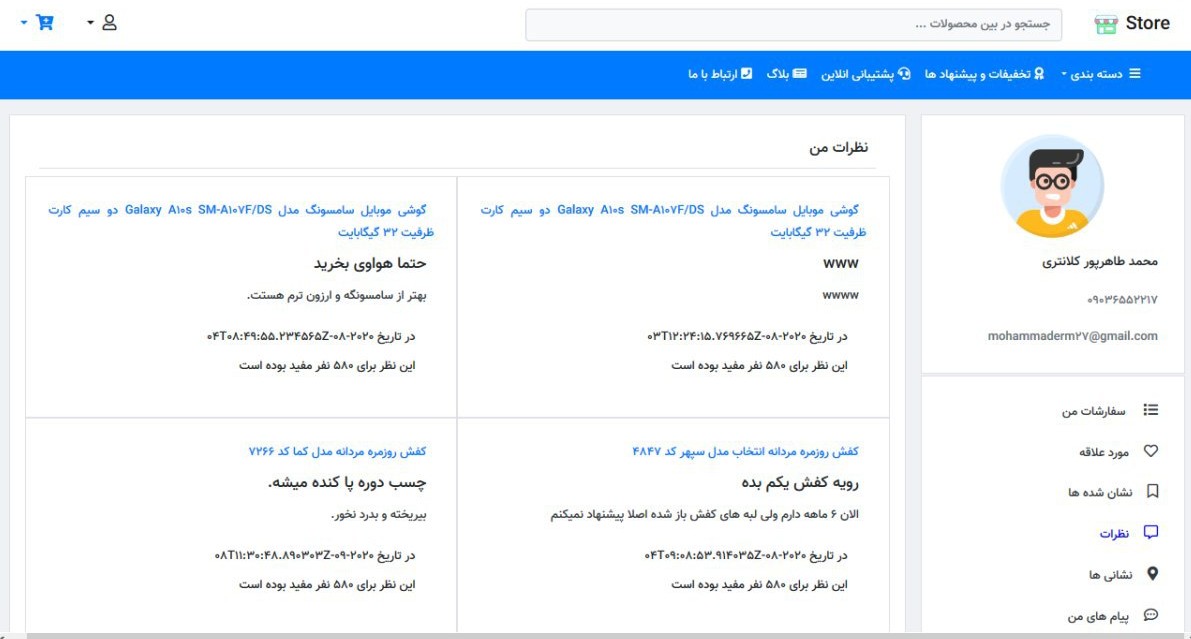 Store
جستجو در بین محصولات ...
دسته بندی
تخفیفات و پیشنهاد ها
پشتیبانی انلاین
بلاگ
ارتباط با ما
محمد طاهرپور کلانتری
۰۹۰۳۶۵۵۲۲۱۷
mohammaderm۲۷@gmail.com
سفارشات من
مورد علاقه
نشان شده ها
نظرات
نشانی ها
پیام های من
نظرات من
گوشی موبایل سامسونگ مدل Galaxy A۱۰s SM-A۱۰۷F/DS دو سیم کارت
ظرفیت ۳۲ گیگابایت
www
wwww
در تاریخ ۲۰۲۰-۰۸-۰۳T۱۲:۲۴:۱۵.۷۶۹۶۶۵Z
این نظر برای ۵۸۰ نفر مفید بوده است
گوشی موبایل سامسونگ مدل Galaxy A۱۰s SM-A۱۰۷F/DS دو سیم کارت
ظرفیت ۳۲ گیگابایت
حتما هواوی بخرید
بهتر از سامسونگه و ارزون ترم هستت.
در تاریخ ۲۰۲۰-۰۸-۰۴T۰۸:۴۹:۵۵.۲۳۴۵۶۵Z
این نظر برای ۵۸۰ نفر مفید بوده است
کفش روزمره مردانه انتخاب مدل سپهر کد ۴۸۴۷
رویه کفش یکم بده
الان ۶ ماهه دارم ولی لبه های کفش باز شده اصلا پیشنهاد نمیکنم
در تاریخ ۲۰۲۰-۰۸-۰۴T۰۹:۰۸:۵۳.۹۱۴۰۳۵Z
این نظر برای ۵۸۰ نفر مفید بوده است
کفش روزمره مردانه مدل کما کد ۷۲۶۶
چسب دوره پا کنده میشه.
بیریخته و بدرد نخور.
در تاریخ ۲۰۲۰-۰۹-۰۸T۱۱:۳۰:۴۸.۸۹۰۳۰۳Z
این نظر برای ۵۸۰ نفر مفید بوده است